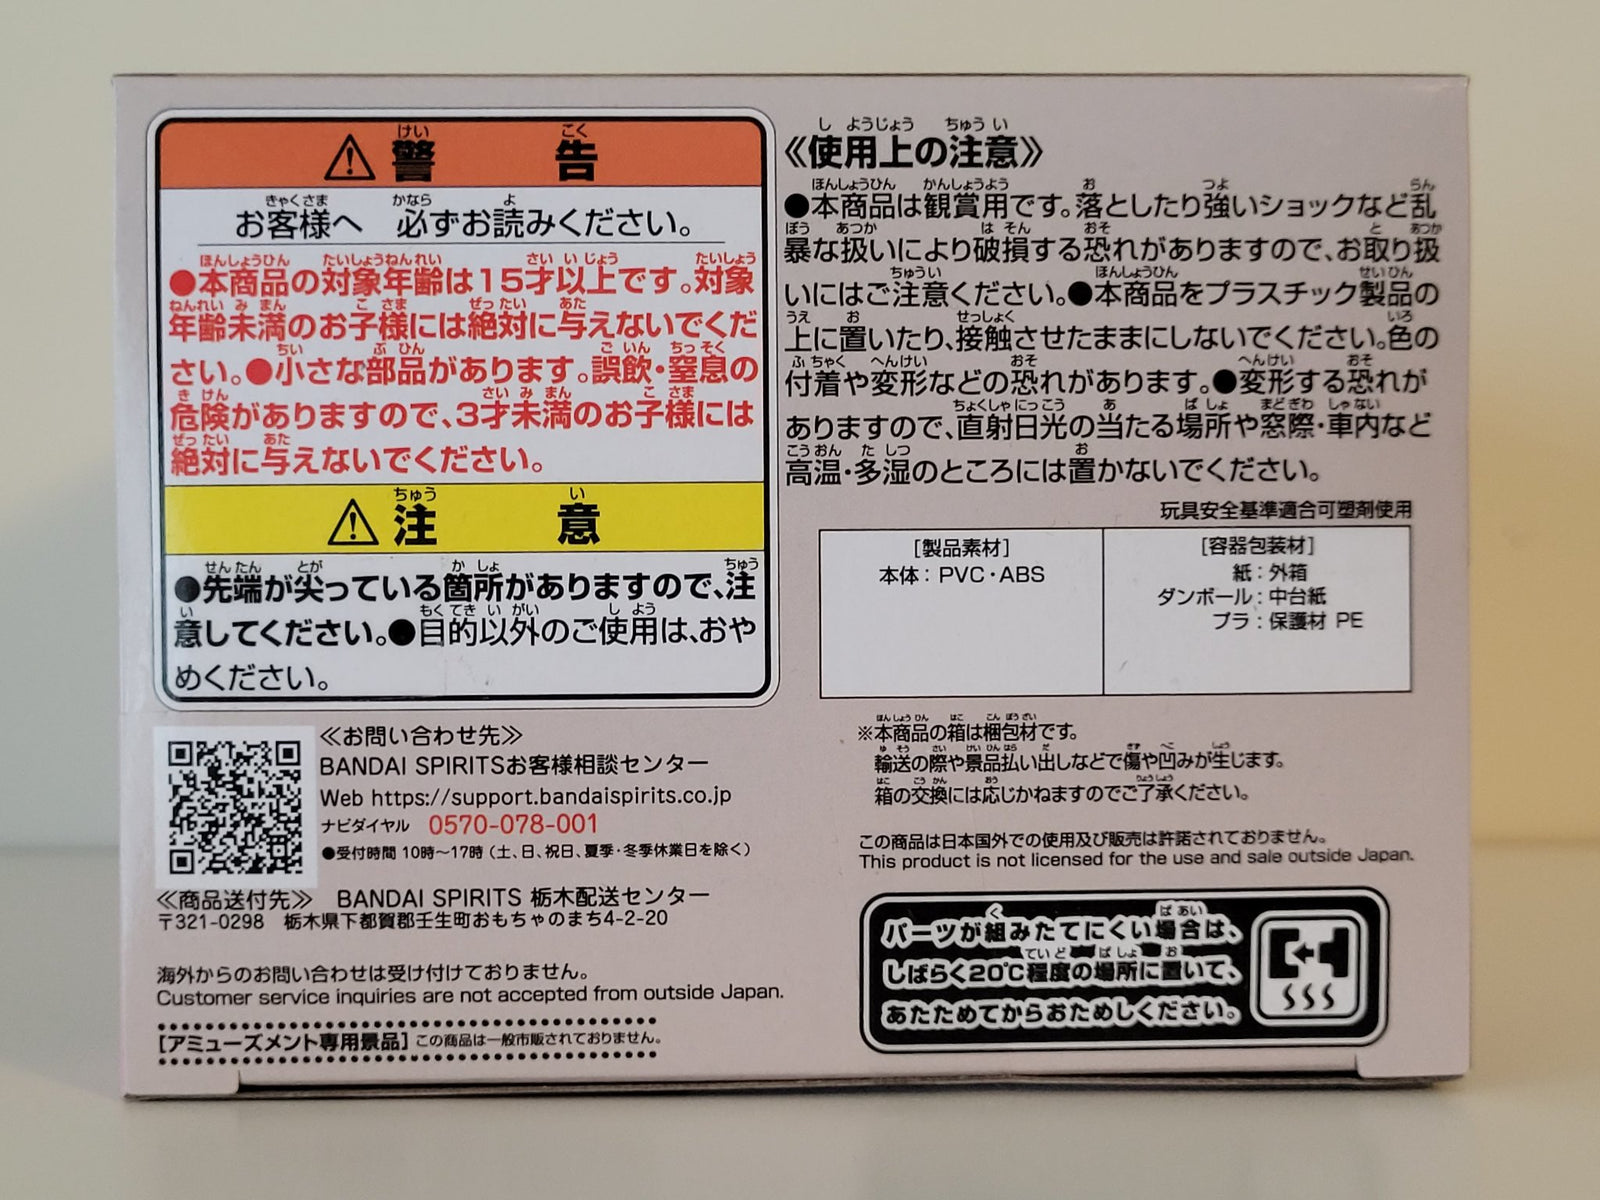 ⚠警告
お客様へ 必ずお読みください。
●本商品の対象年齢は15才以上です。対象
年齢未満のお子様には絶対に与えないでくだ
さい。●小さな部品があります。誤飲・窒息の
危険がありますので、3才未満のお子様には
絶対に与えないでください。
⚠注意
●先端が尖っている箇所がありますので、注
意してください。●目的以外のご使用は、おや
めください。
≪お問い合わせ先≫
BANDAI SPIRITSお客様相談センター
Web https://support.bandaispirits.co.jp
ナビダイヤル 0570-078-001
●受付時間 10時～17時（土、日、祝日、夏季・冬季休業日を除く）
≪商品送付先≫ BANDAI SPIRITS 栃木配送センター
〒321-0298 栃木県下都賀郡壬生町おもちゃのまち4-2-20
海外からのお問い合わせは受け付けておりません。
Customer service inquiries are not accepted from outside Japan.
[アミューズメント専用景品] この商品は一般市販されておりません。
《使用上の注意》
●本商品は観賞用です。落としたり強いショックなど乱
暴な扱いにより破損する恐れがありますので、お取り扱
いにはご注意ください。●本商品をプラスチック製品の
上に置いたり、接触させたままにしないでください。色の
付着や変形などの恐れがあります。●変形する恐れが
ありますので、直射日光の当たる場所や窓際・車内など
高温・多湿のところには置かないでください。
玩具安全基準適合可塑剤使用
[製品素材]
本体：PVC・ABS
[容器包装材]
紙：外箱
ダンボール：中台紙
プラ：保護材 PE
※本商品の箱は梱包材です。
輸送の際や景品払い出しなどで傷や凹みが生じます。
箱の交換には応じかねますのでご了承ください。
この商品は日本国外での使用及び販売は許諾されておりません。
This product is not licensed for the use and sale outside Japan.
パーツが組みたてにくい場合は、
しばらく20℃程度の場所に置いて、
あたためてからおためしください。